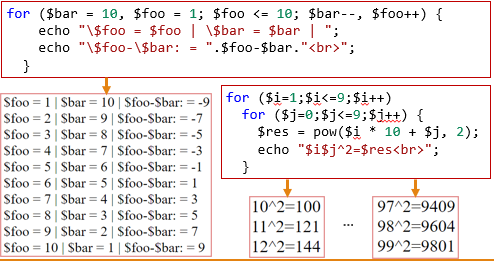 for ($bar = 10, $foo = 1; $foo <= 10; $bar--, $foo++) {
echo "\$foo = $foo | \$bar = $bar | ";
echo "\$foo-\$bar: = ".$foo-$bar."<br>";
}
$foo = 1 | $bar = 10 | $foo-$bar: = -9
$foo = 2 | $bar = 9 | $foo-$bar: = -7
$foo = 3 | $bar = 8 | $foo-$bar: = -5
$foo = 4 | $bar = 7 | $foo-$bar: = -3
$foo = 5 | $bar = 6 | $foo-$bar: = -1
$foo = 6 | $bar = 5 | $foo-$bar: = 1
$foo = 7 | $bar = 4 | $foo-$bar: = 3
$foo = 8 | $bar = 3 | $foo-$bar: = 5
$foo = 9 | $bar = 2 | $foo-$bar: = 7
$foo = 10 | $bar = 1 | $foo-$bar: = 9
for ($i=1;$i<=9;$i++)
for ($j=0;$j<=9;$j++) {
$res = pow($i * 10 + $j, 2);
echo "$i$j^2=$res<br>";
}
10^2=100
11^2=121
12^2=144
...
97^2=9409
98^2=9604
99^2=9801